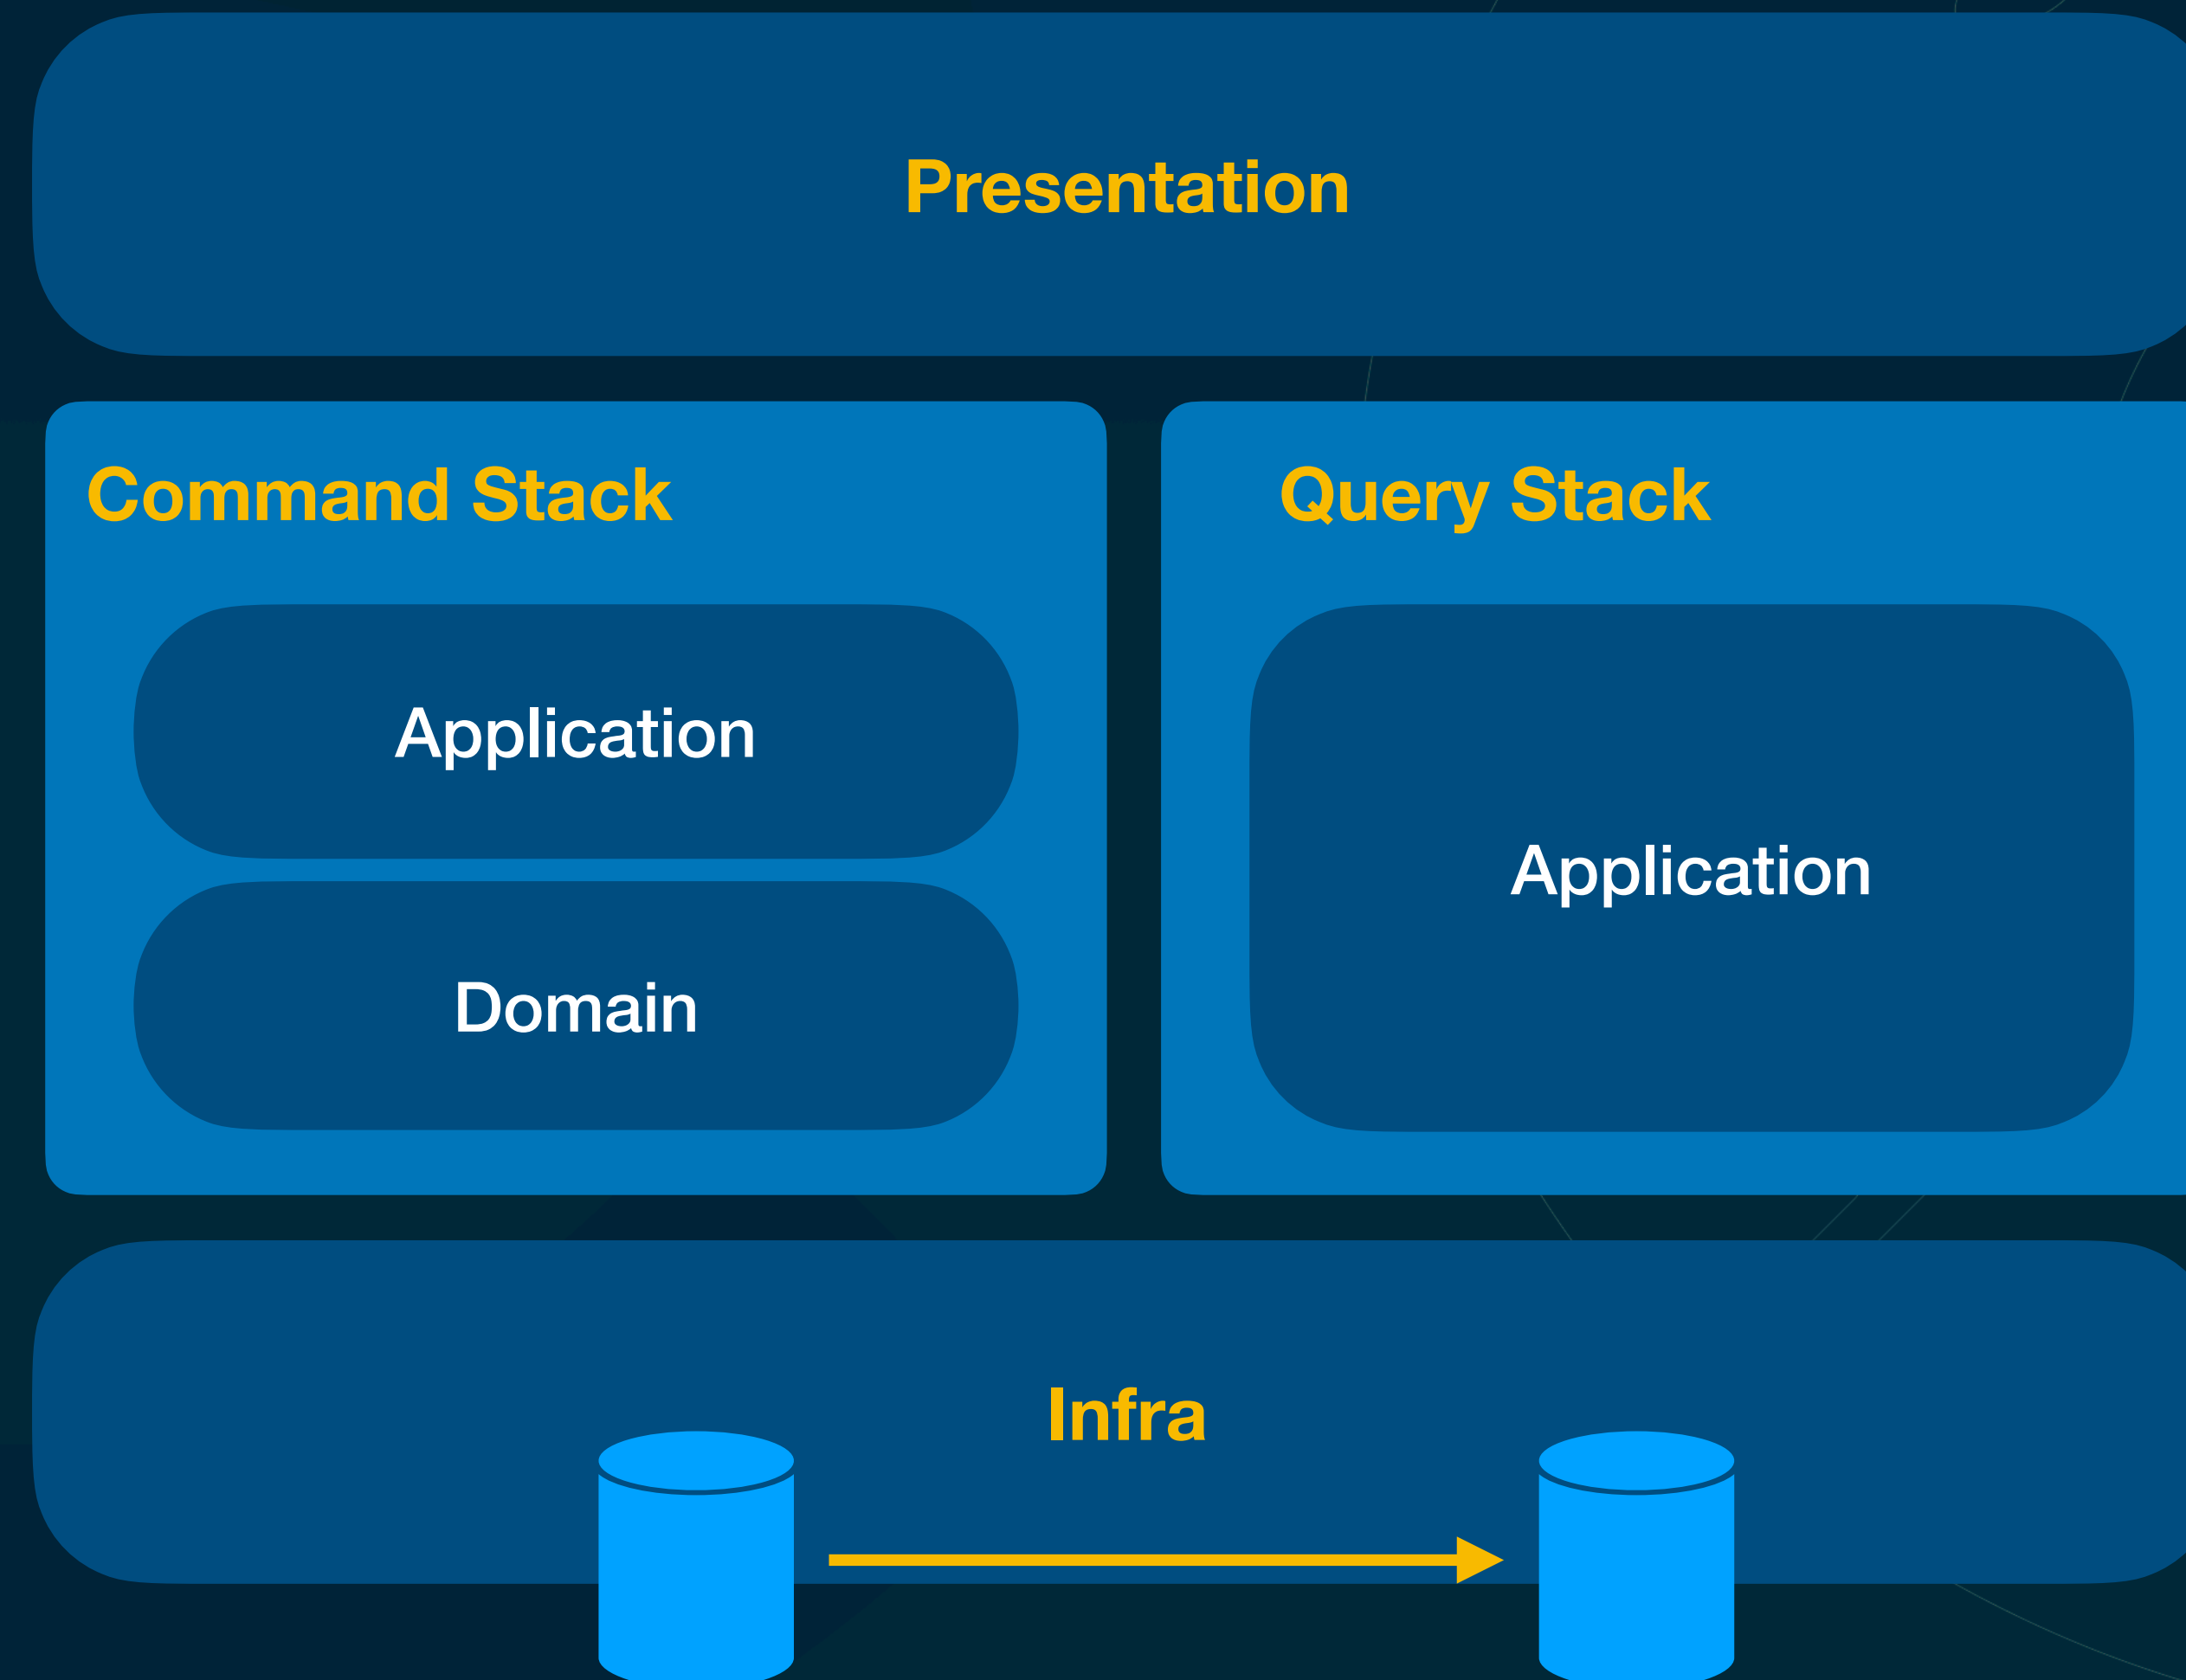 Presentation
Command Stack
Application
Domain
Query Stack
Application
Infra